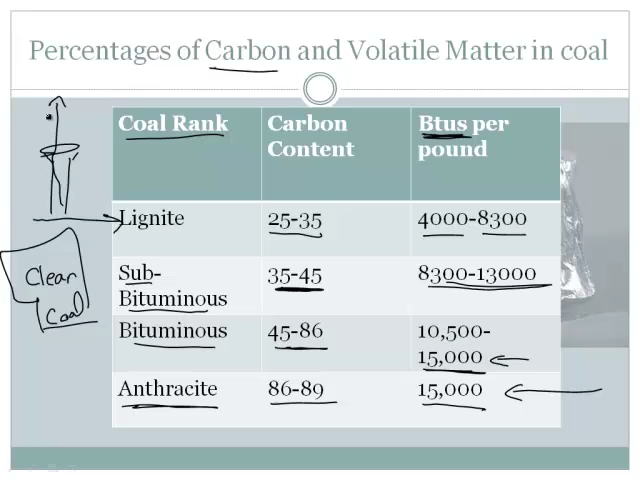 Percentages of Carbon and Volatile Matter in coal
Coal Rank
Carbon
Content
Btus per
pound
Lignite
25-35
4000-8300
Sub-
Bituminous
35-45
8300-13000
Bituminous
45-86
10,500-
15,000
Anthracite
86-89
15,000
Clean
Coal